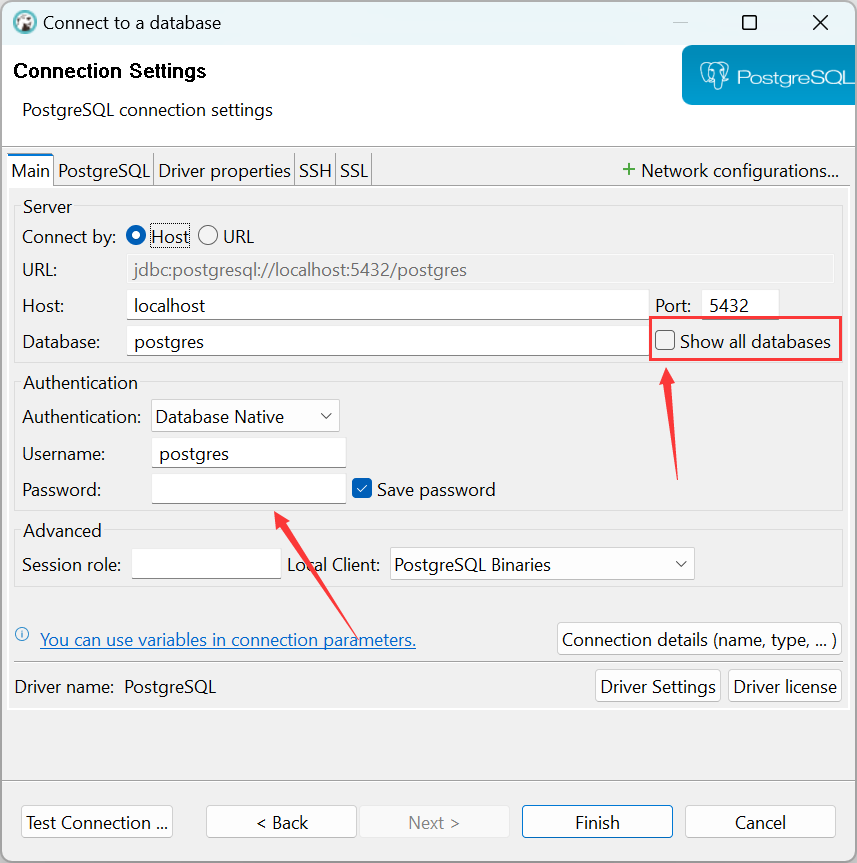 Connect to a database
Connection Settings
PostgreSQL connection settings
PostgreSQL
Main PostgreSQL Driver properties SSH SSL + Network configurations...
Server
Connect by: Host URL
URL: jdbc:postgresql://localhost:5432/postgres
Host: localhost Port: 5432
Database: postgres Show all databases
Authentication
Authentication: Database Native
Username: postgres
Password: Save password
Advanced
Session role: Local Client: PostgreSQL Binaries
You can use variables in connection parameters. Connection details (name, type, ... )
Driver name: PostgreSQL Driver Settings Driver license
Test Connection ... < Back Next > Finish Cancel